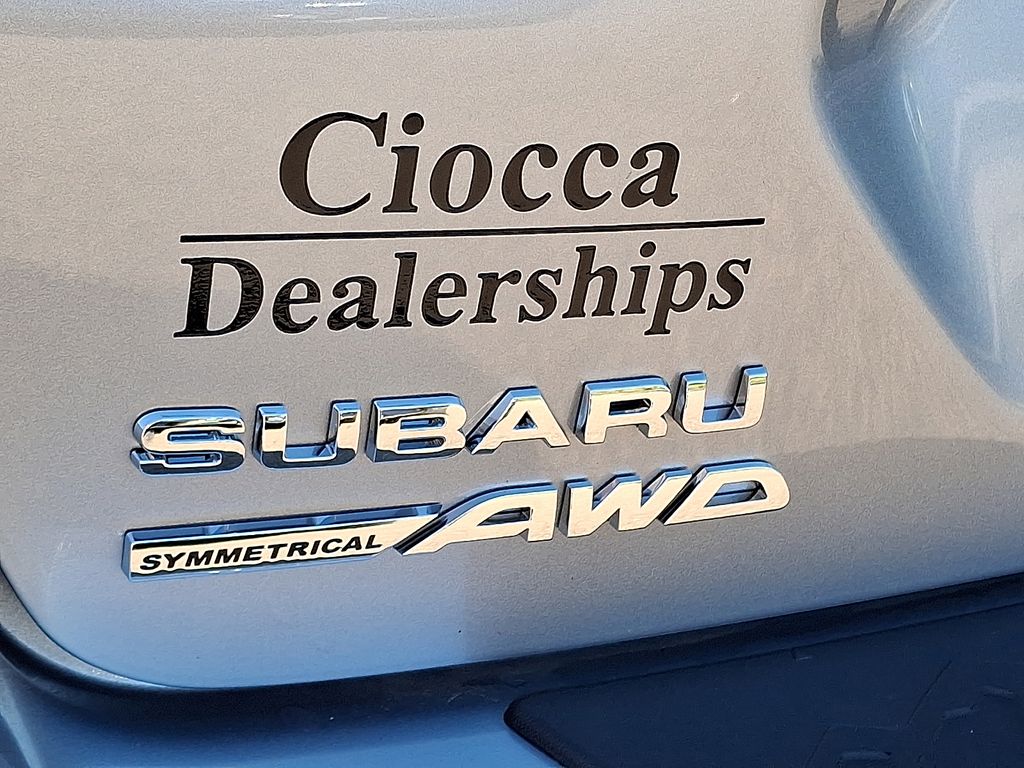 Ciocca
Dealerships
SUBARU
SYMMETRICAL AWD